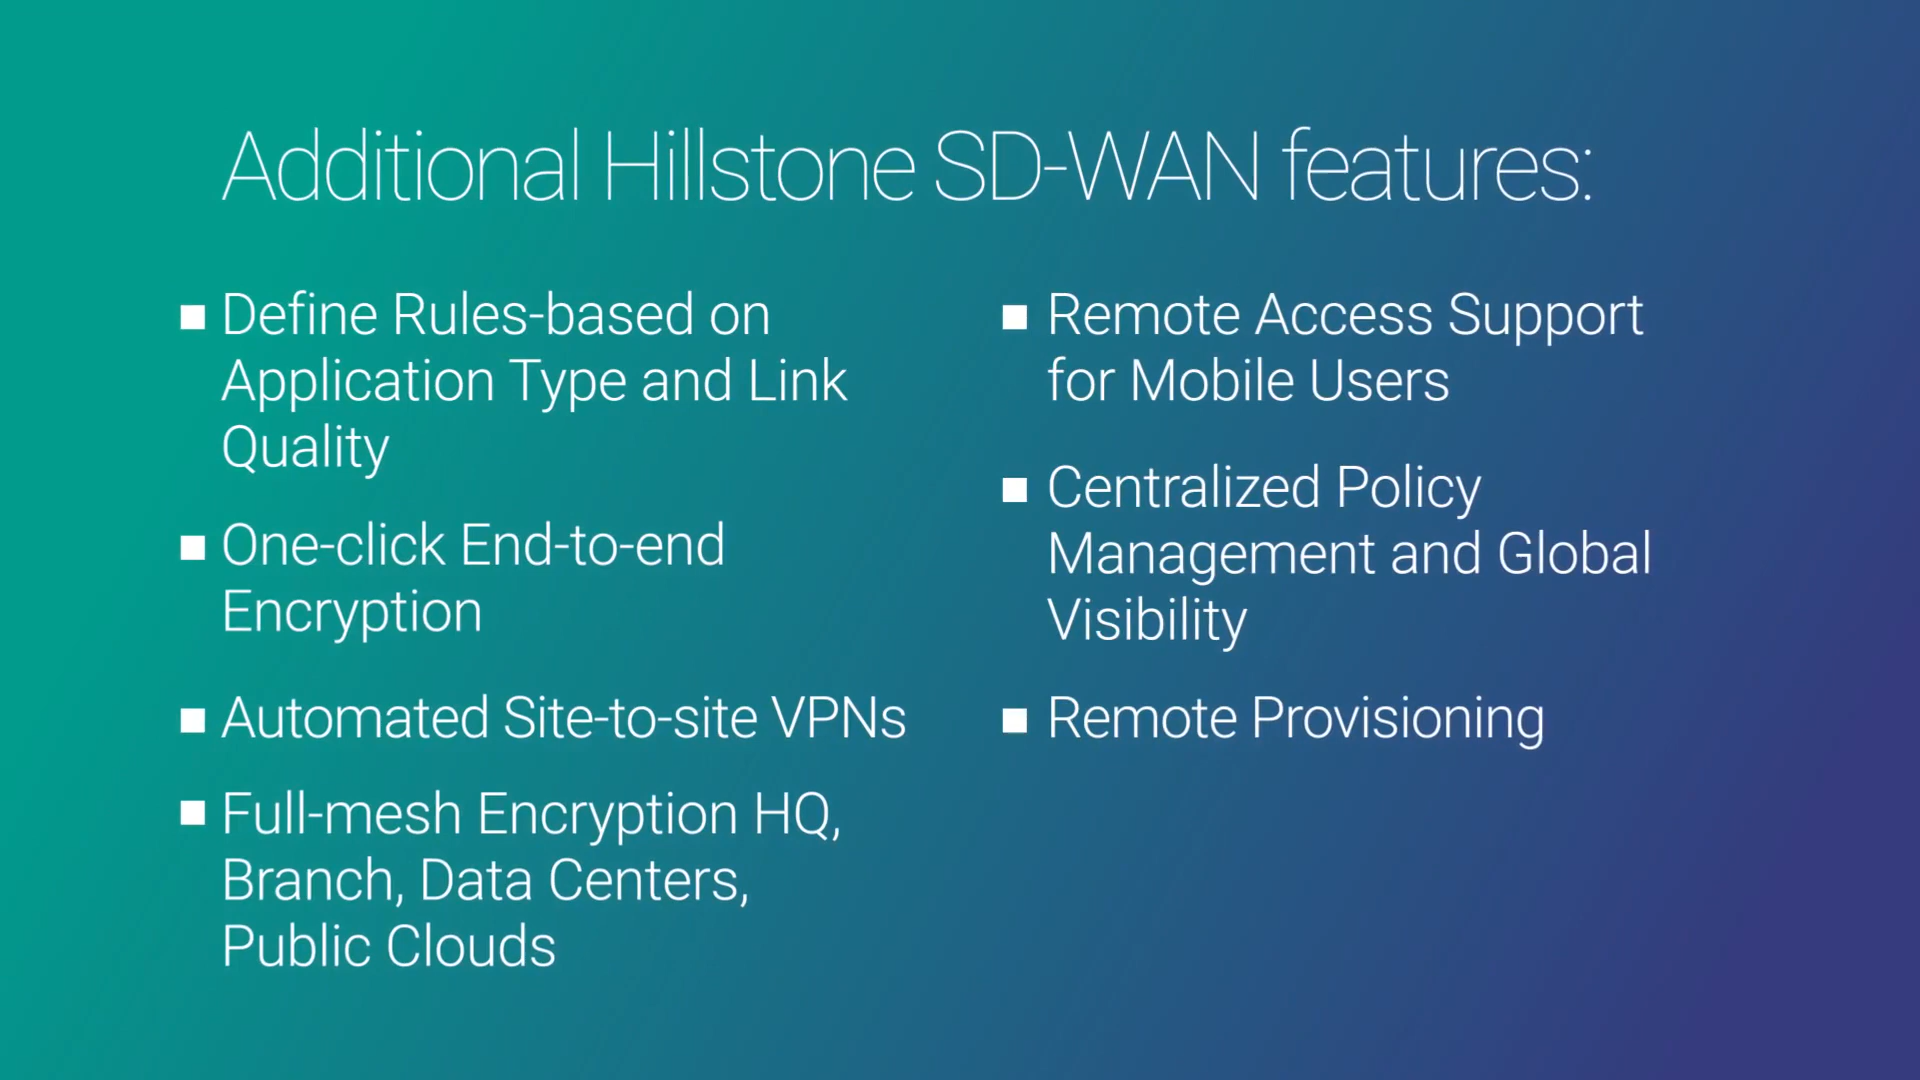 Additional Hillstone SD-WAN features:
Define Rules-based on
Application Type and Link
Quality
One-click End-to-end
Encryption
Automated Site-to-site VPNs
Full-mesh Encryption HQ,
Branch, Data Centers,
Public Clouds
Remote Access Support
for Mobile Users
Centralized Policy
Management and Global
Visibility
Remote Provisioning